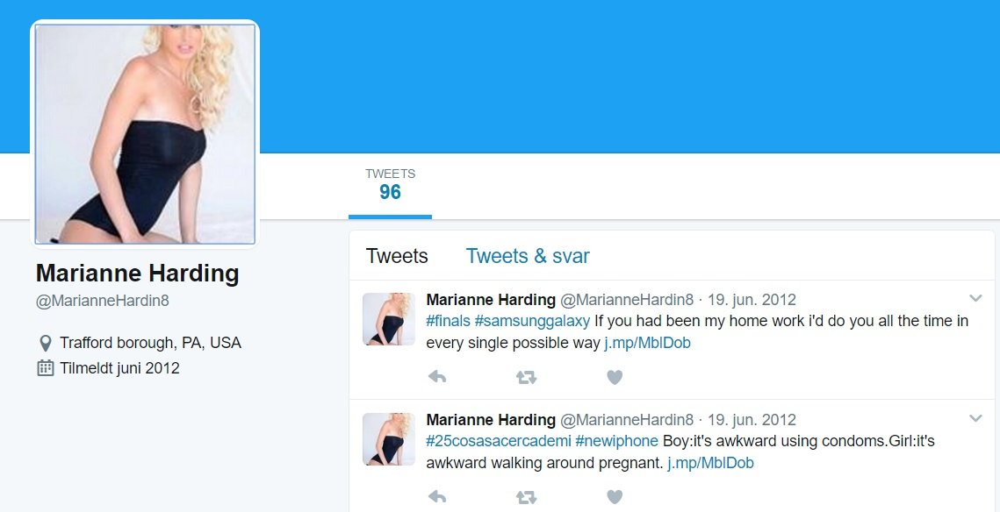 TWEETS
96
Marianne Harding
@MarianneHardin8
Trafford borough, PA, USA
Tilmeldt juni 2012
Tweets Tweets & svar
Marianne Harding @MarianneHardin8 · 19. jun. 2012
#finals #samsunggalaxy If you had been my home work i'd do you all the time in
every single possible way j.mp/MblDob
Marianne Harding @MarianneHardin8 · 19. jun. 2012
#25cosasacercademi #newiphone Boy:it's awkward using condoms.Girl:it's
awkward walking around pregnant. j.mp/MblDob